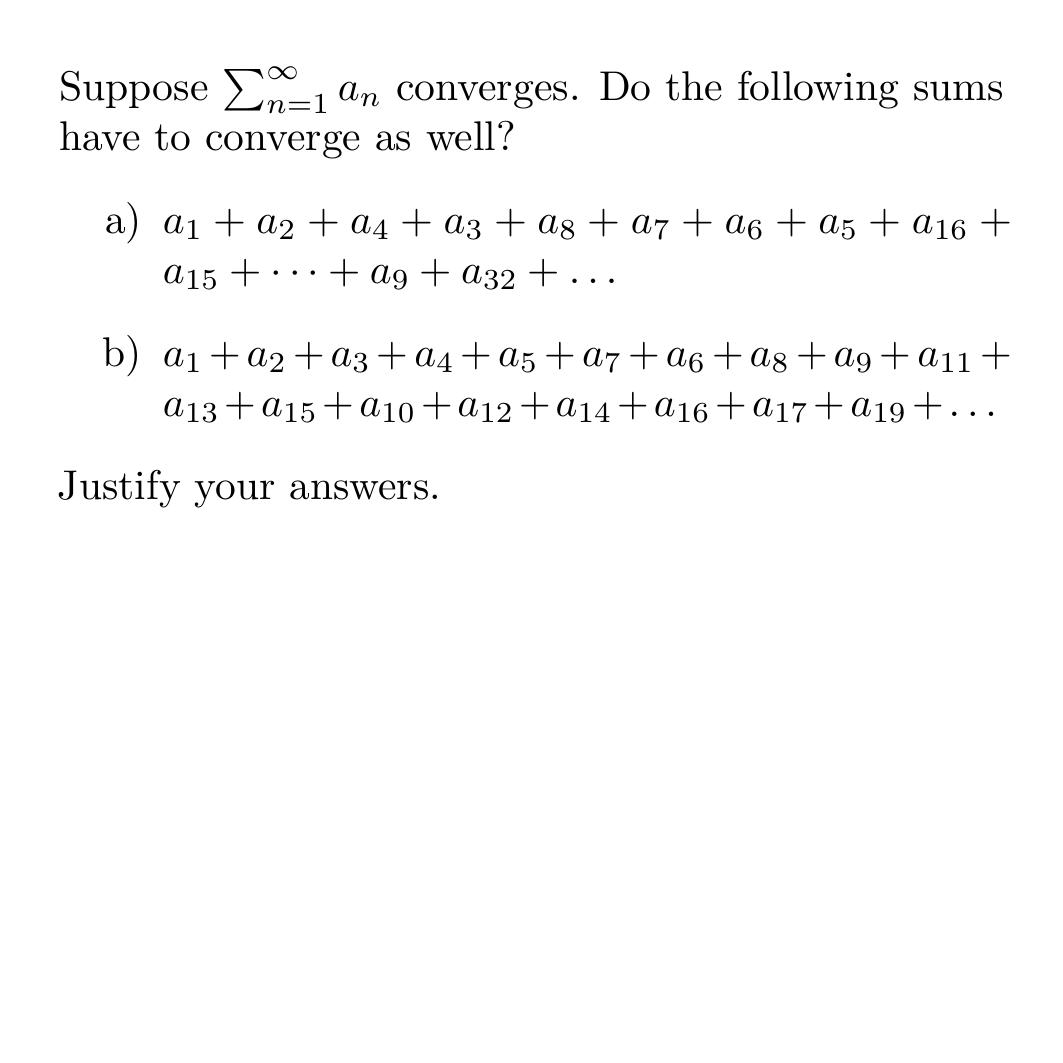 Suppose $\sum_{n=1}^{\infty} a_n$ converges. Do the following sums
have to converge as well?
a) $a_1 + a_2 + a_4 + a_3 + a_8 + a_7 + a_6 + a_5 + a_{16} +$
$a_{15} + \cdots + a_9 + a_{32} + \ldots$
b) $a_1 + a_2 + a_3 + a_4 + a_5 + a_7 + a_6 + a_8 + a_9 + a_{11} +$
$a_{13} + a_{15} + a_{10} + a_{12} + a_{14} + a_{16} + a_{17} + a_{19} + \ldots$
Justify your answers.